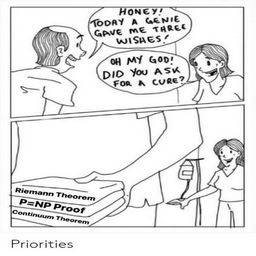 HONEY!
TODAY A GENIE
GAVE ME THREE
WISHES!
OH MY GOD!
DID YOU ASK
FOR A CURE?
Riemann Theorem
P=NP Proof
Continuum Theorem
Priorities